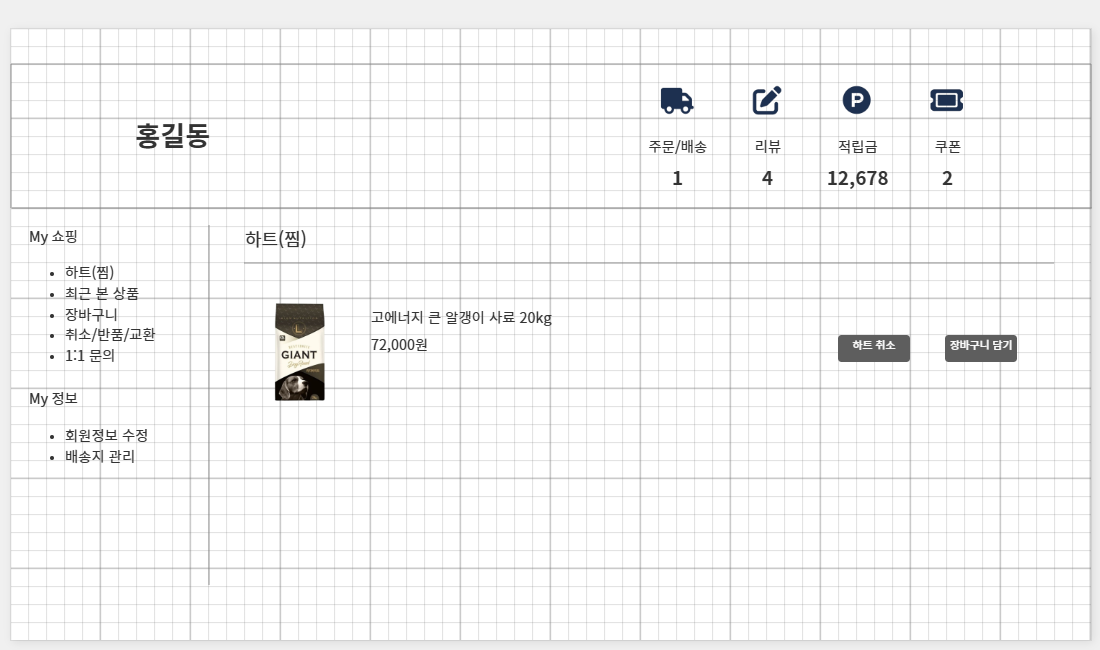 홍길동
주문/배송
리뷰
적립금
쿠폰
1
4
12,678
2
My 쇼핑
하트(찜)
최근 본 상품
장바구니
취소/반품/교환
1:1 문의
My 정보
회원정보 수정
배송지 관리
하트(찜)
L
GIANT
고에너지 큰 알갱이 사료 20kg
72,000원
하트 취소
장바구니 담기